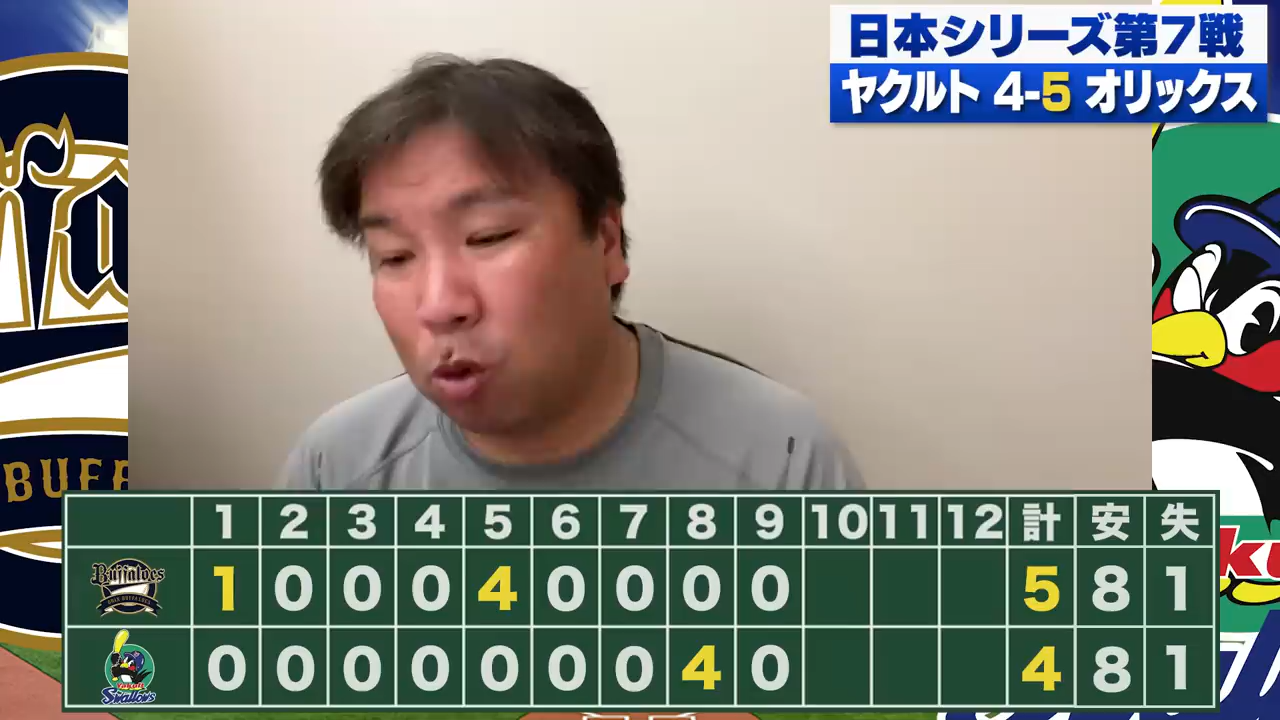 日本シリーズ第7戦
ヤクルト 4-5 オリックス
BUFF
1 2 3 4 5 6 7 8 9 10 11 12 計 安 失
Buffaloes 1 0 0 0 4 0 0 0 0 5 8 1
Swallows 0 0 0 0 0 0 0 4 0 4 8 1